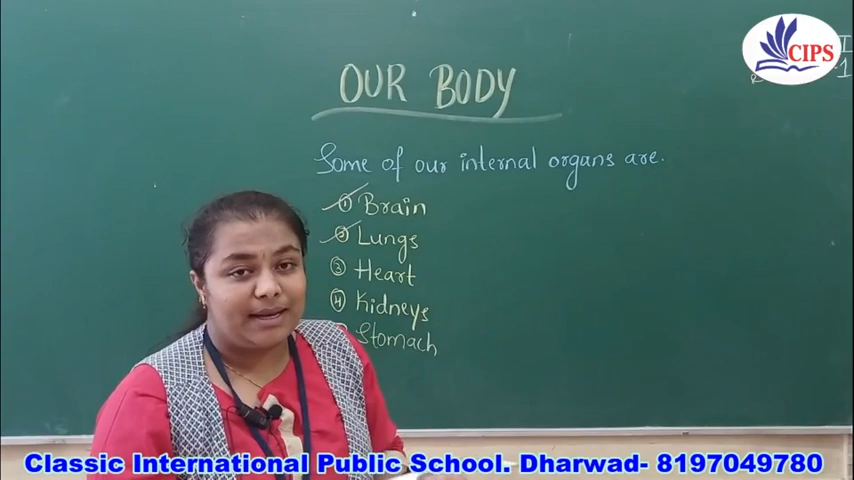 CIPS
I
-1
OUR BODY
Some of our internal organs are.
① Brain
② Lungs
③ Heart
④ Kidneys
Stomach
Classic International Public School. Dharwad- 8197049780